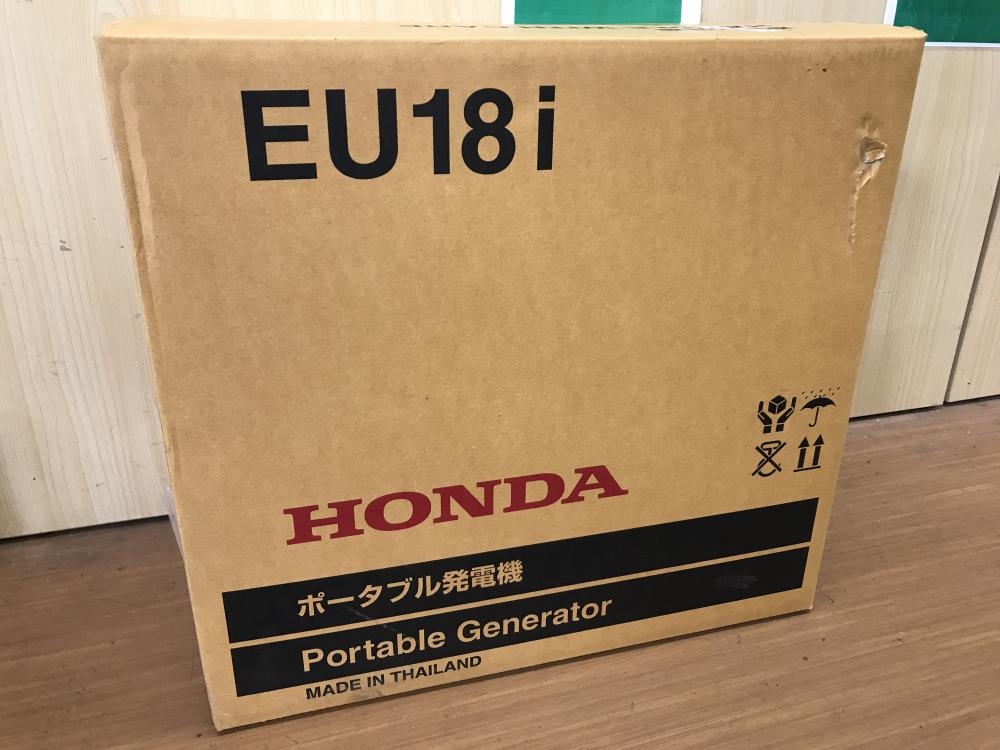 EU18i
HONDA
ポータブル発電機
Portable Generator
MADE IN THAILAND